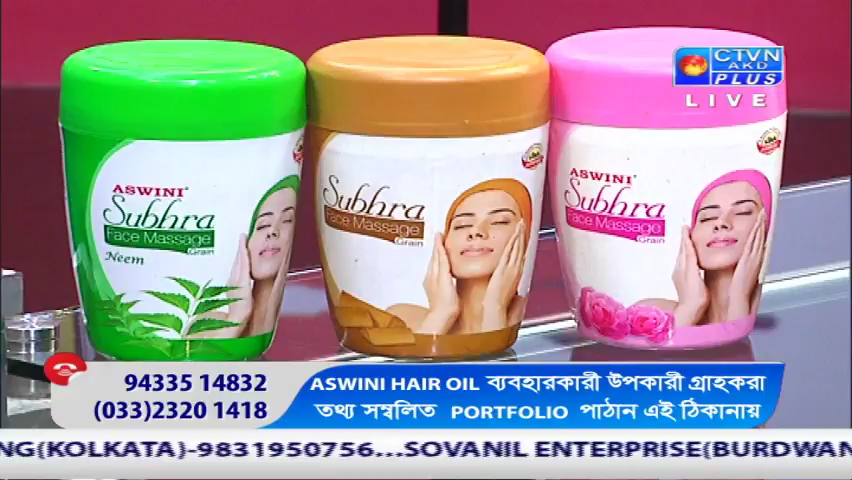 CTVN
AKD
PLUS
LIVE
ASWINI®
Subhra
Face Massage
Grain
Neem
Subhra
Face Massage
Grain
ASWINI®
Subhra
Face Massage
Grain
94335 14832
(033)2320 1418
ASWINI HAIR OIL ব্যবহারকারী উপকারী গ্রাহকরা
তথ্য সম্বলিত PORTFOLIO পাঠান এই ঠিকানায়
NG(KOLKATA)-9831950756...SOVANIL ENTERPRISE(BURDWAN